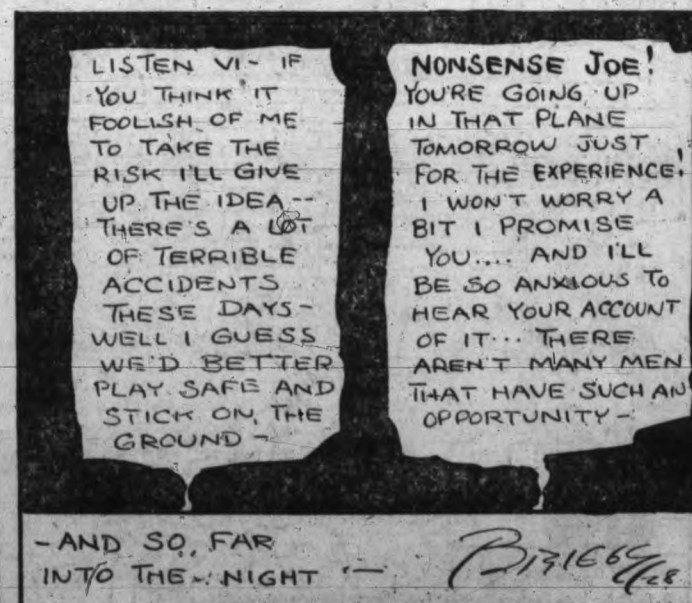 LISTEN VI - IF
YOU THINK IT
FOOLISH OF ME
TO TAKE THE
RISK I'LL GIVE
UP THE IDEA --
THERE'S A LOT
OF TERRIBLE
ACCIDENTS
THESE DAYS -
WELL I GUESS
WE'D BETTER
PLAY SAFE AND
STICK ON THE
GROUND -
NONSENSE JOE!
YOU'RE GOING UP
IN THAT PLANE
TOMORROW JUST
FOR THE EXPERIENCE!
I WON'T WORRY A
BIT I PROMISE
YOU.... AND I'LL
BE SO ANXIOUS TO
HEAR YOUR ACCOUNT
OF IT... THERE
AREN'T MANY MEN
THAT HAVE SUCH AN
OPPORTUNITY -
- AND SO, FAR
INTO THE NIGHT -
BRIGGS